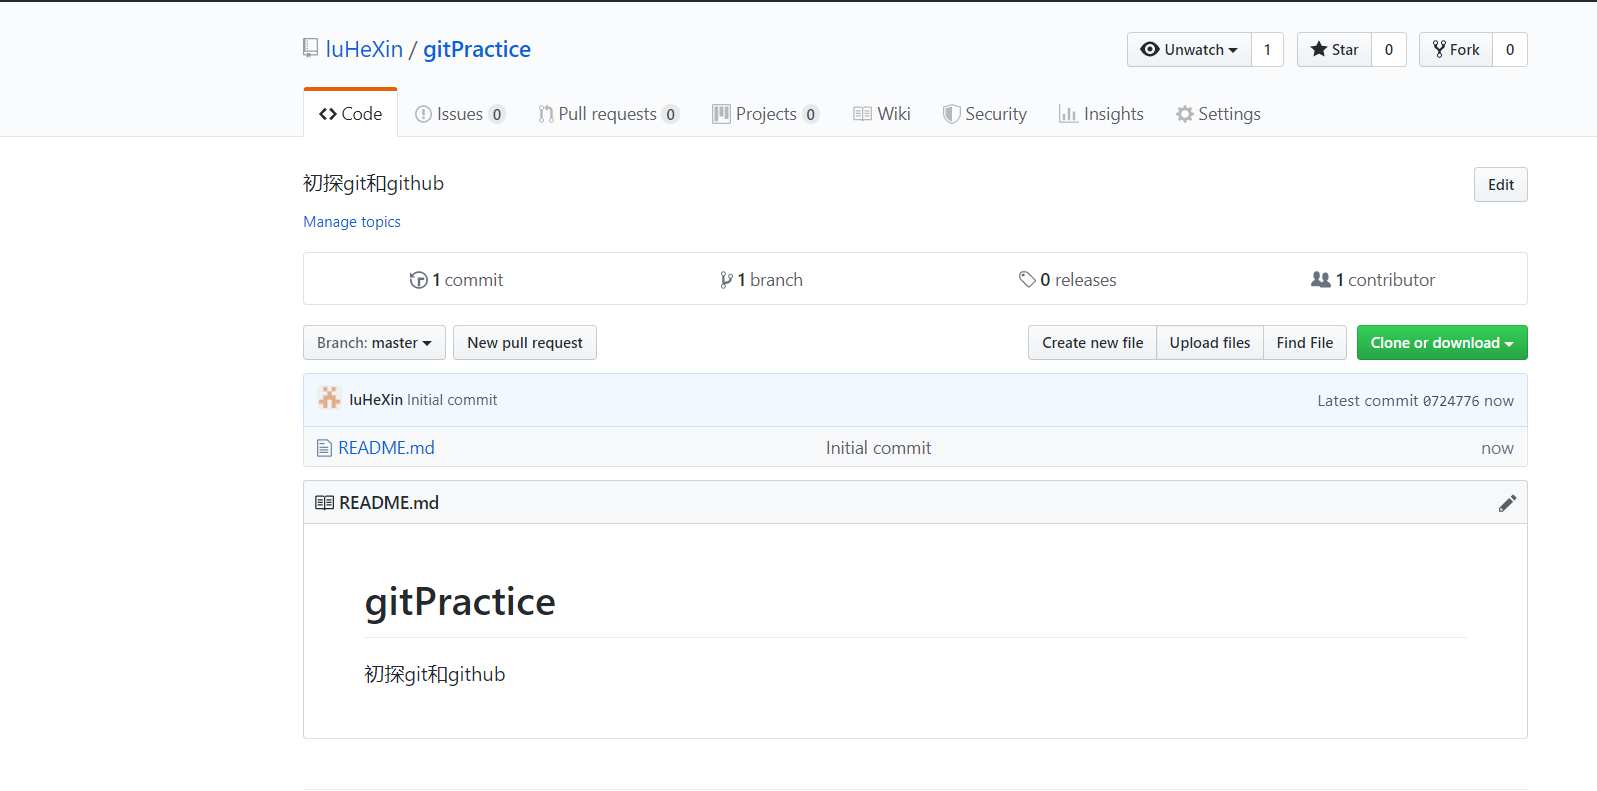 luHeXin / gitPractice
Unwatch 1 Star 0 Fork 0
Code Issues 0 Pull requests 0 Projects 0 Wiki Security Insights Settings
初探git和github
Edit
Manage topics
1 commit 1 branch 0 releases 1 contributor
Branch: master New pull request Create new file Upload files Find File Clone or download
luHeXin Initial commit Latest commit 0724776 now
README.md Initial commit now
README.md
gitPractice
初探git和github